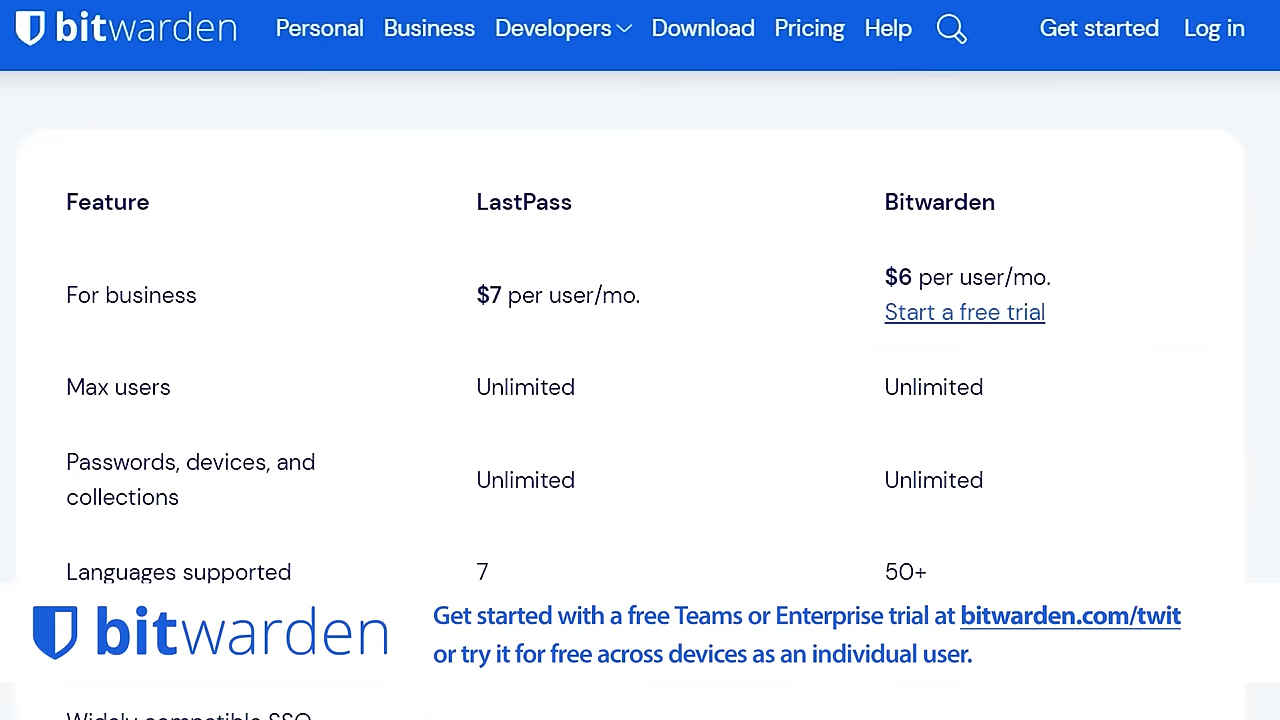 bitwarden Personal Business Developers Download Pricing Help Get started Log in
Feature LastPass Bitwarden
For business $7 per user/mo. $6 per user/mo.
Start a free trial
Max users Unlimited Unlimited
Passwords, devices, and
collections Unlimited Unlimited
Languages supported 7 50+
bitwarden
Get started with a free Teams or Enterprise trial at bitwarden.com/twit
or try it for free across devices as an individual user.
Widely compatible SSO